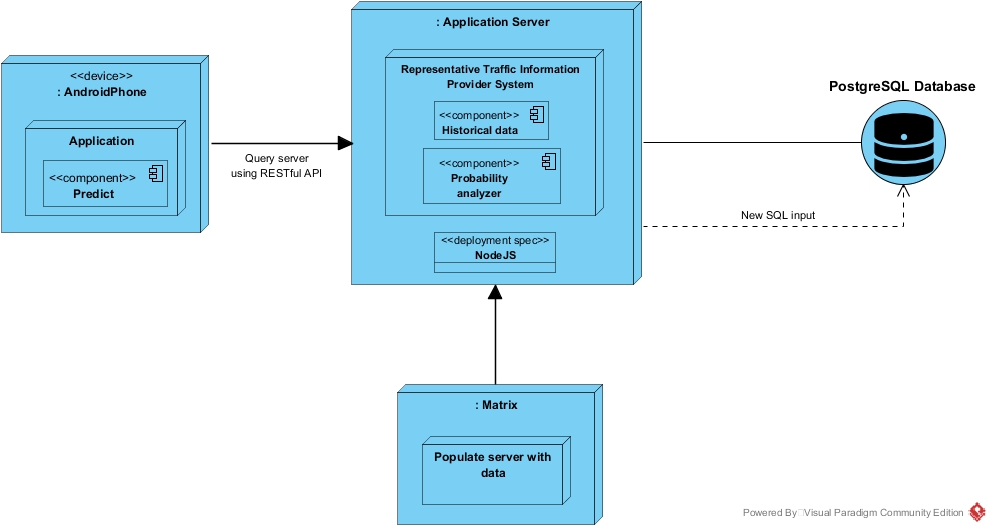 : Application Server
<<device>>
: AndroidPhone
Application
<<component>>
Predict
Query server
using RESTful API
Representative Traffic Information
Provider System
<<component>>
Historical data
<<component>>
Probability
analyzer
<<deployment spec>>
NodeJS
PostgreSQL Database
New SQL input
: Matrix
Populate server with
data
Powered By Visual Paradigm Community Edition